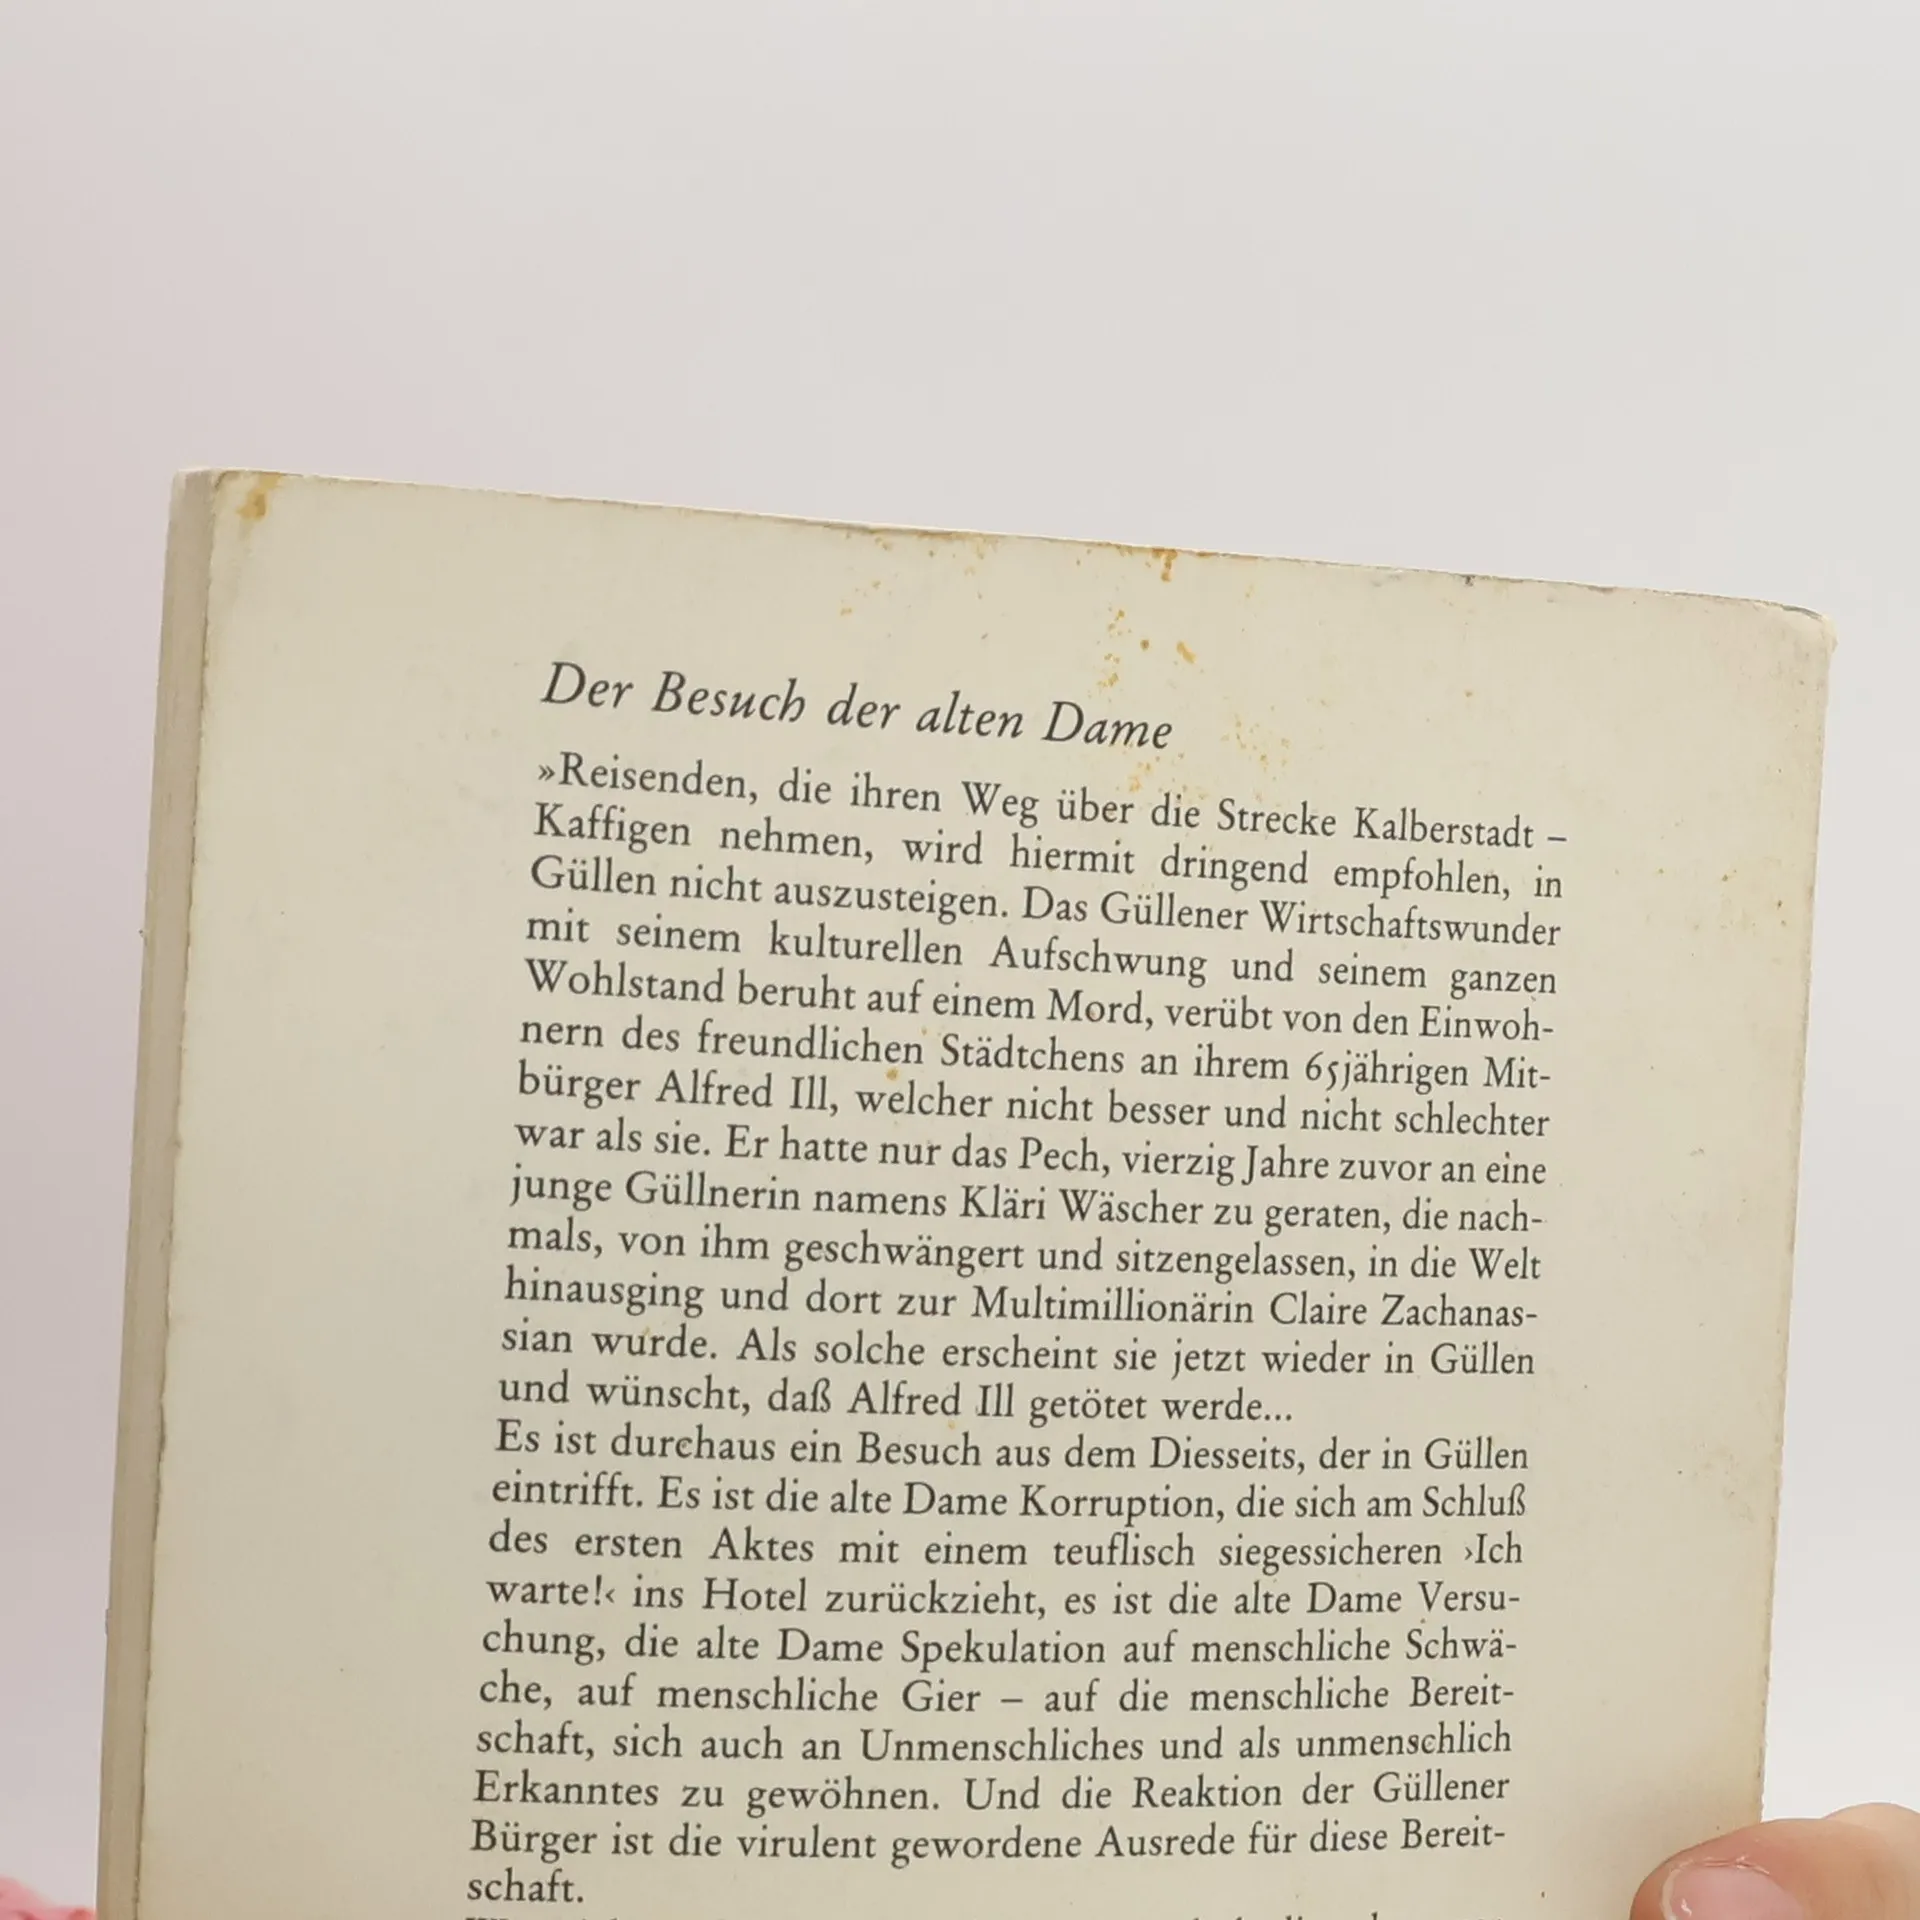 Der Besuch der alten Dame
»Reisenden, die ihren Weg über die Strecke Kalberstadt –
Kaffigen nehmen, wird hiermit dringend empfohlen, in
Güllen nicht auszusteigen. Das Güllener Wirtschaftswunder
mit seinem kulturellen Aufschwung und seinem ganzen
Wohlstand beruht auf einem Mord, verübt von den Einwoh-
nern des freundlichen Städtchens an ihrem 65jährigen Mit-
bürger Alfred Ill, welcher nicht besser und nicht schlechter
war als sie. Er hatte nur das Pech, vierzig Jahre zuvor an eine
junge Güllnerin namens Kläri Wäscher zu geraten, die nach-
mals, von ihm geschwängert und sitzengelassen, in die Welt
hinausging und dort zur Multimillionärin Claire Zachanas-
sian wurde. Als solche erscheint sie jetzt wieder in Güllen
und wünscht, daß Alfred Ill getötet werde...
Es ist durchaus ein Besuch aus dem Diesseits, der in Güllen
eintrifft. Es ist die alte Dame Korruption, die sich am Schluß
des ersten Aktes mit einem teuflisch siegessicheren ›Ich
warte!‹ ins Hotel zurückzieht, es ist die alte Dame Versu-
chung, die alte Dame Spekulation auf menschliche Schwä-
che, auf menschliche Gier – auf die menschliche Bereit-
schaft, sich auch an Unmenschliches und als unmenschlich
Erkanntes zu gewöhnen. Und die Reaktion der Güllener
Bürger ist die virulent gewordene Ausrede für diese Bereit-
schaft.